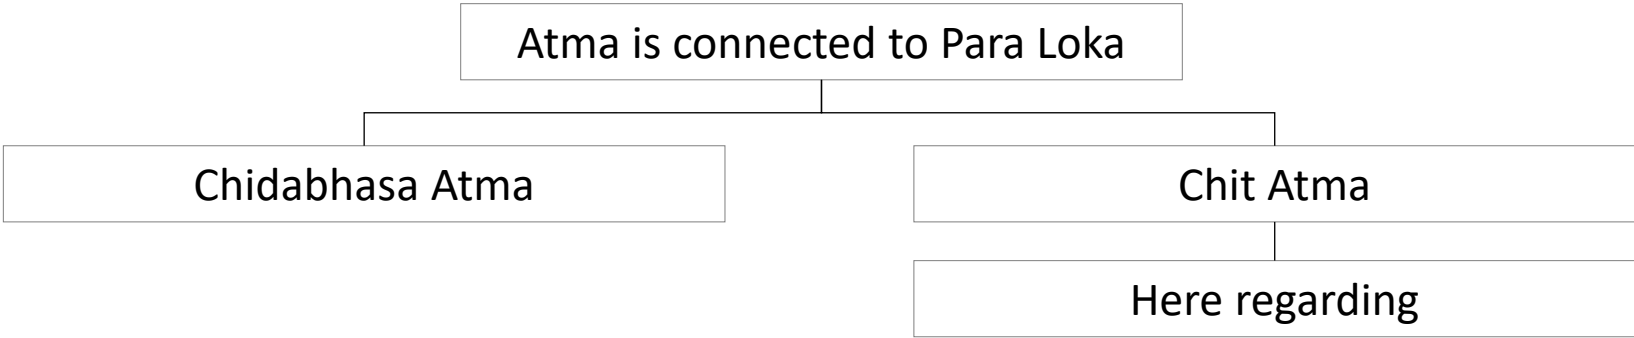 Atma is connected to Para Loka
Chidabhasa Atma
Chit Atma
Here regarding